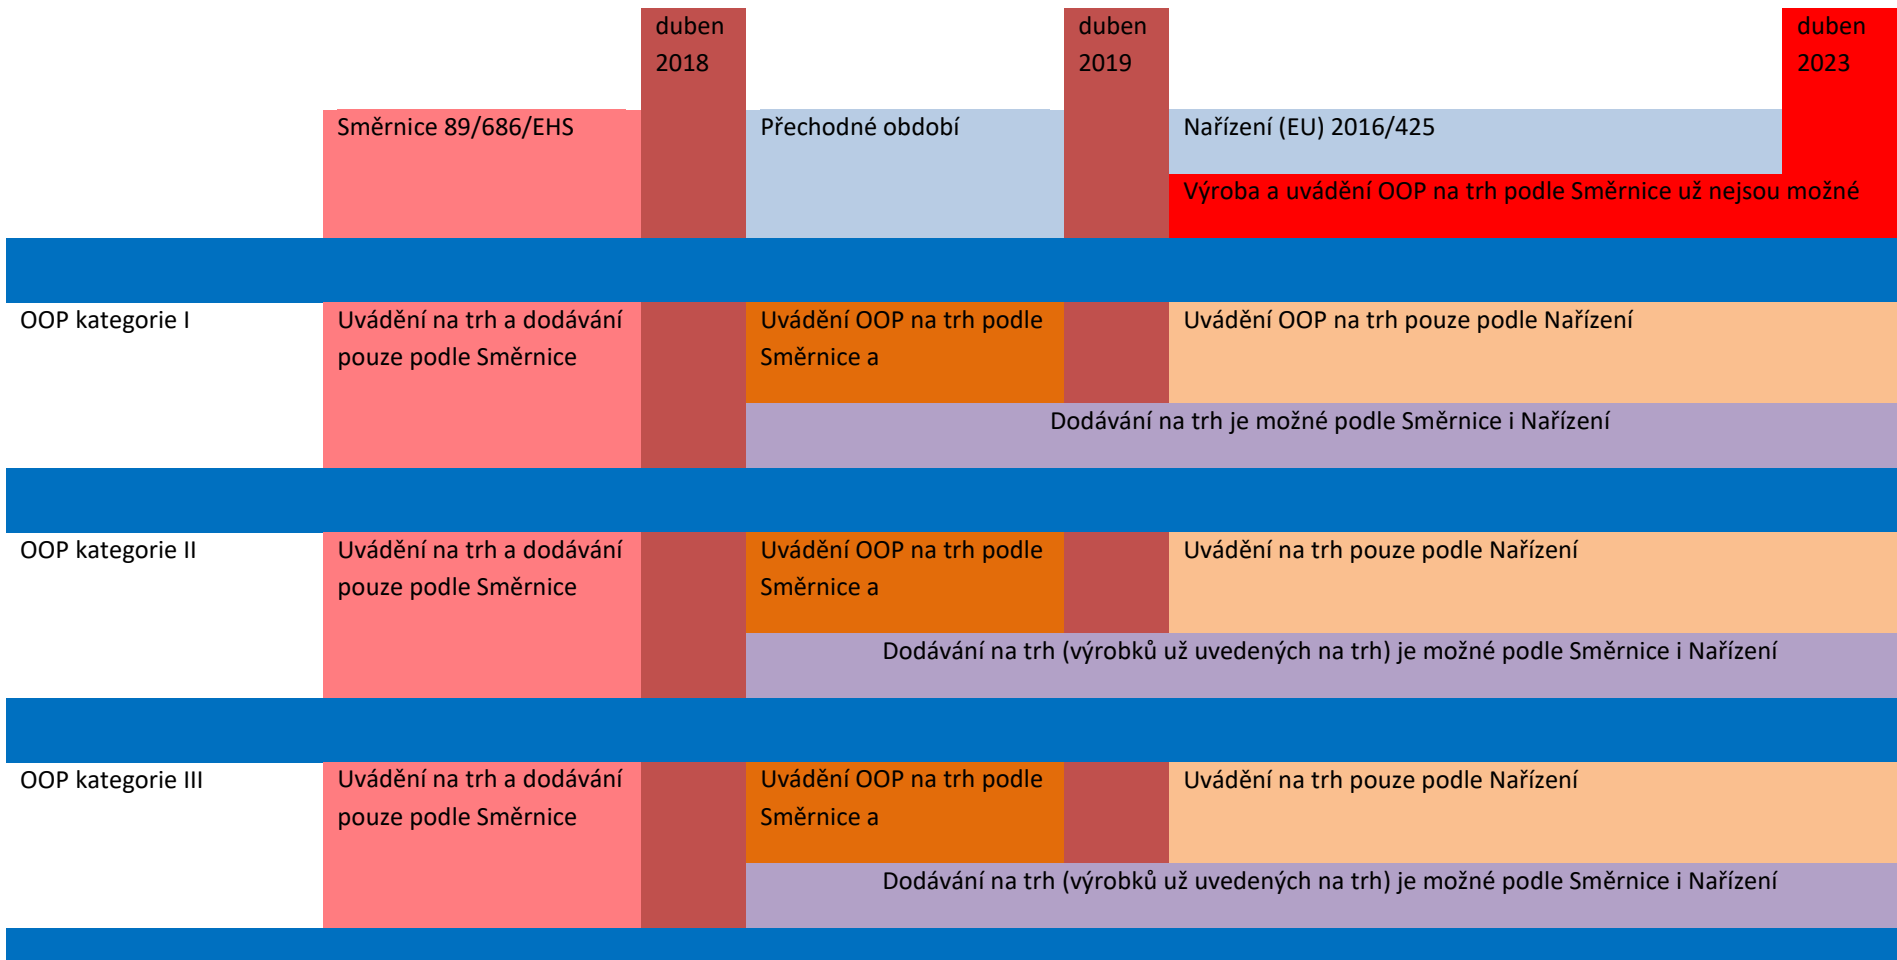 duben
2018
duben
2019
duben
2023
Směrnice 89/686/EHS
Přechodné období
Nařízení (EU) 2016/425
Výroba a uvádění OOP na trh podle Směrnice už nejsou možné
OOP kategorie I
Uvádění na trh a dodávání
pouze podle Směrnice
Uvádění OOP na trh podle
Směrnice a
Uvádění OOP na trh pouze podle Nařízení
Dodávání na trh je možné podle Směrnice i Nařízení
OOP kategorie II
Uvádění na trh a dodávání
pouze podle Směrnice
Uvádění OOP na trh podle
Směrnice a
Uvádění na trh pouze podle Nařízení
Dodávání na trh (výrobků už uvedených na trh) je možné podle Směrnice i Nařízení
OOP kategorie III
Uvádění na trh a dodávání
pouze podle Směrnice
Uvádění OOP na trh podle
Směrnice a
Uvádění na trh pouze podle Nařízení
Dodávání na trh (výrobků už uvedených na trh) je možné podle Směrnice i Nařízení